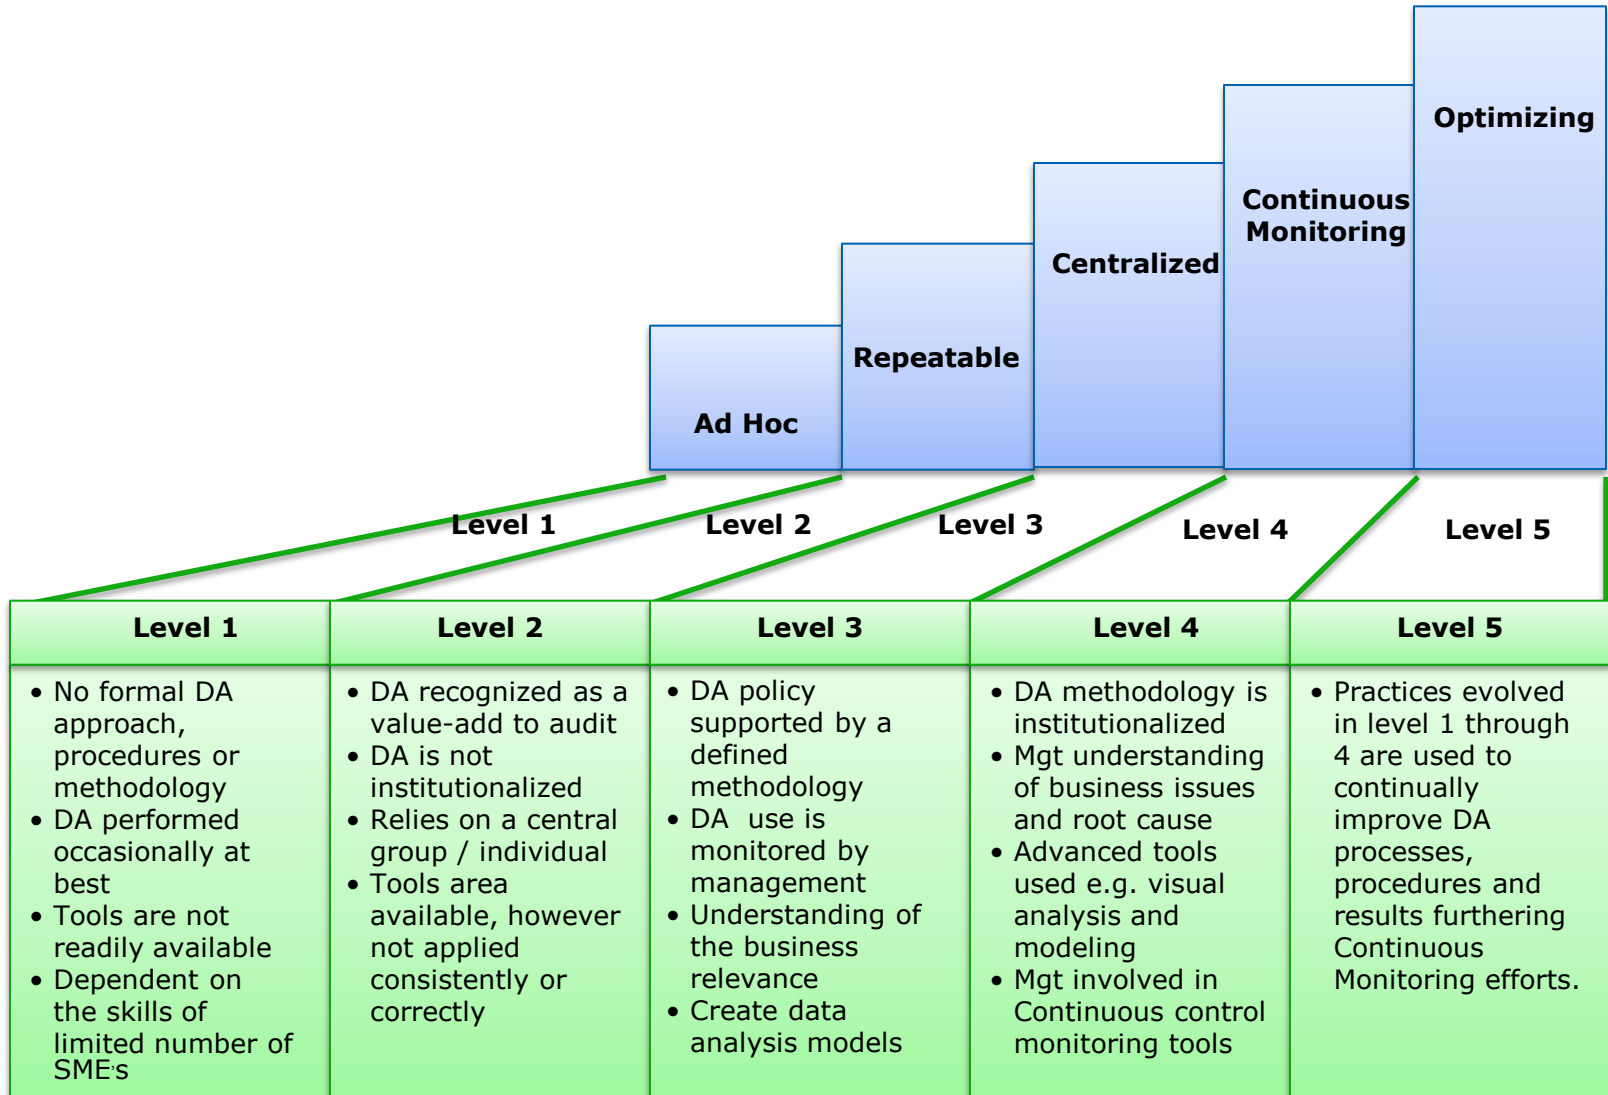 Optimizing
Continuous
Monitoring
Centralized
Repeatable
Ad Hoc
Level 1
Level 2
Level 3
Level 4
Level 5
Level 1
• No formal DA
approach,
procedures or
methodology
• DA performed
occasionally at
best
• Tools are not
readily available
• Dependent on
the skills of
limited number of
SME's
Level 2
• DA recognized as a
value-add to audit
• DA is not
institutionalized
• Relies on a central
group / individual
• Tools area
available, however
not applied
consistently or
correctly
Level 3
• DA policy
supported by a
defined
methodology
• DA  use is
monitored by
management
• Understanding of
the business
relevance
• Create data
analysis models
Level 4
• DA methodology is
institutionalized
• Mgt understanding
of business issues
and root cause
• Advanced tools
used e.g. visual
analysis and
modeling
• Mgt involved in
Continuous control
monitoring tools
Level 5
• Practices evolved
in level 1 through
4 are used to
continually
improve DA
processes,
procedures and
results furthering
Continuous
Monitoring efforts.